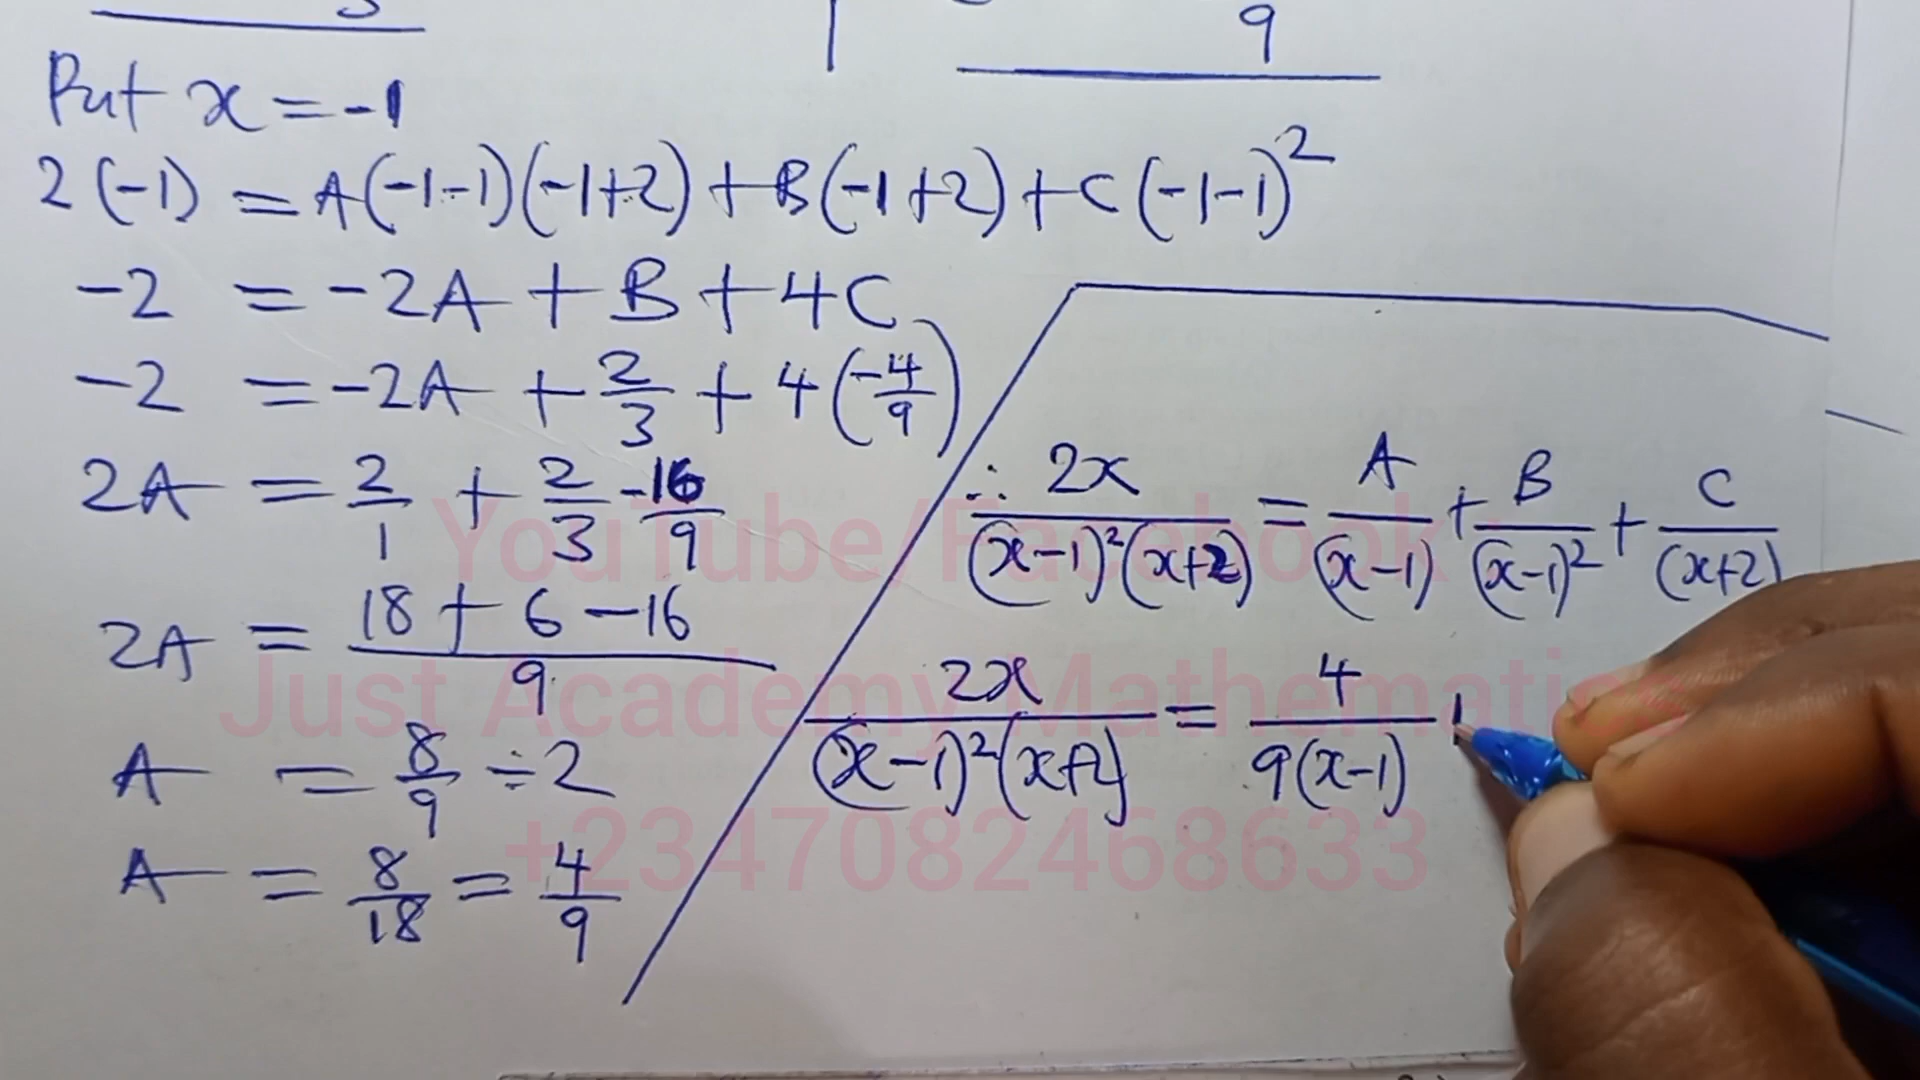 3
9
Put x = -1
2(-1) = A(-1-1)(-1+2) + B(-1+2) + C(-1-1)²
-2 = -2A + B + 4C
-2 = -2A + 2/3 + 4(-4/9)
2A = 2/1 + 2/3 -16/9
2A = 18 + 6 - 16 / 9
A = 8/9 ÷ 2
A = 8/18 = 4/9
∴ 2x/(x-1)²(x+2) = A/(x-1) + B/(x-1)² + C/(x+2)
2x/(x-1)²(x+2) = 4/9(x-1)
YouTube/Facebook:
Just Academy Mathematics
+2347082468633